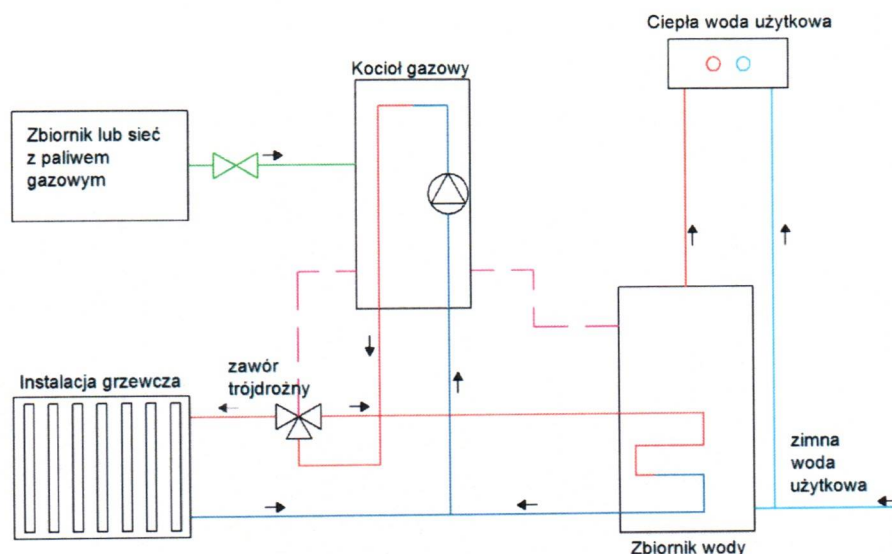 Ciepła woda użytkowa
Kocioł gazowy
Zbiornik lub sieć
z paliwem
gazowym
zawór
trójdrożny
Instalacja grzewcza
zimna
woda
użytkowa
Zbiornik wody